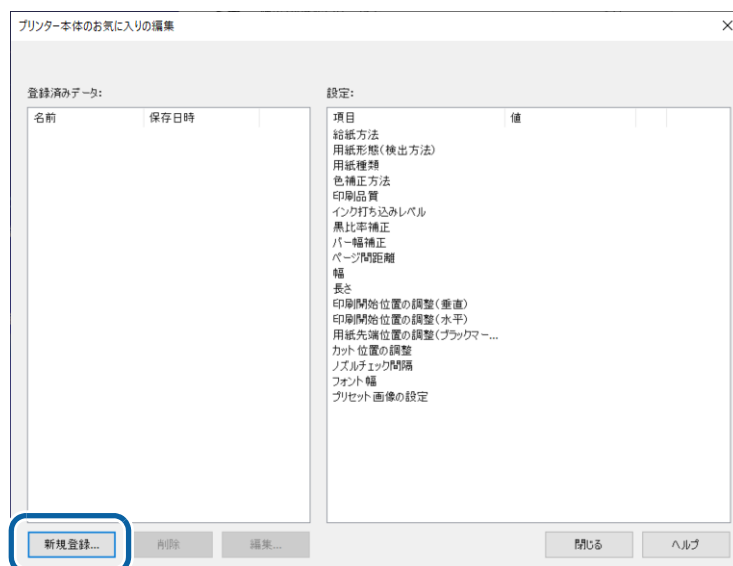 プリンター本体のお気に入りの編集
登録済みデータ:
設定:
名前 保存日時
項目 値
給紙方法
用紙形態(検出方法)
用紙種類
色補正方法
印刷品質
インク打ち込みレベル
黒比率補正
バー幅補正
ページ間距離
幅
長さ
印刷開始位置の調整(垂直)
印刷開始位置の調整(水平)
用紙先端位置の調整(ブラックマー...
カット位置の調整
ノズルチェック間隔
フォント幅
プリセット画像の設定
新規登録... 削除 編集... 閉じる ヘルプ